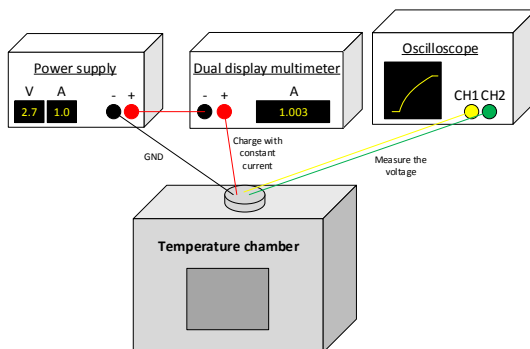 Oscilloscope
Power supply
Dual display multimeter
V A - +
2.7 1.0
- + A
1.003
CH1 CH2
GND
Charge with
constant
current
Measure the
voltage
Temperature chamber